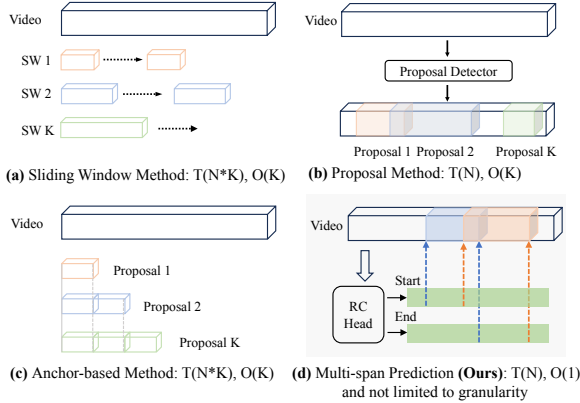 Video
SW 1
SW 2
SW K
(a) Sliding Window Method: T(N*K), O(K)
Video
Proposal Detector
Proposal 1
Proposal 2
Proposal K
(b) Proposal Method: T(N), O(K)
Video
Proposal 1
Proposal 2
Proposal K
(c) Anchor-based Method: T(N*K), O(K)
Video
RC
Head
Start
End
(d) Multi-span Prediction (Ours): T(N), O(1)
and not limited to granularity